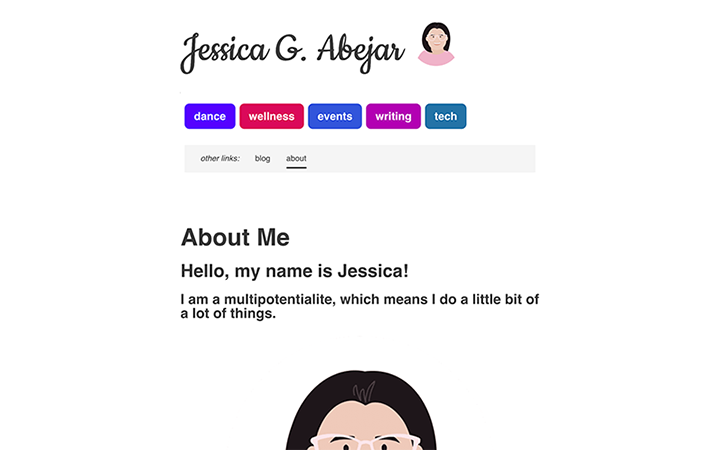 Jessica G. Abejar
dance wellness events writing tech
other links: blog about
About Me
Hello, my name is Jessica!
I am a multipotentialite, which means I do a little bit of
a lot of things.